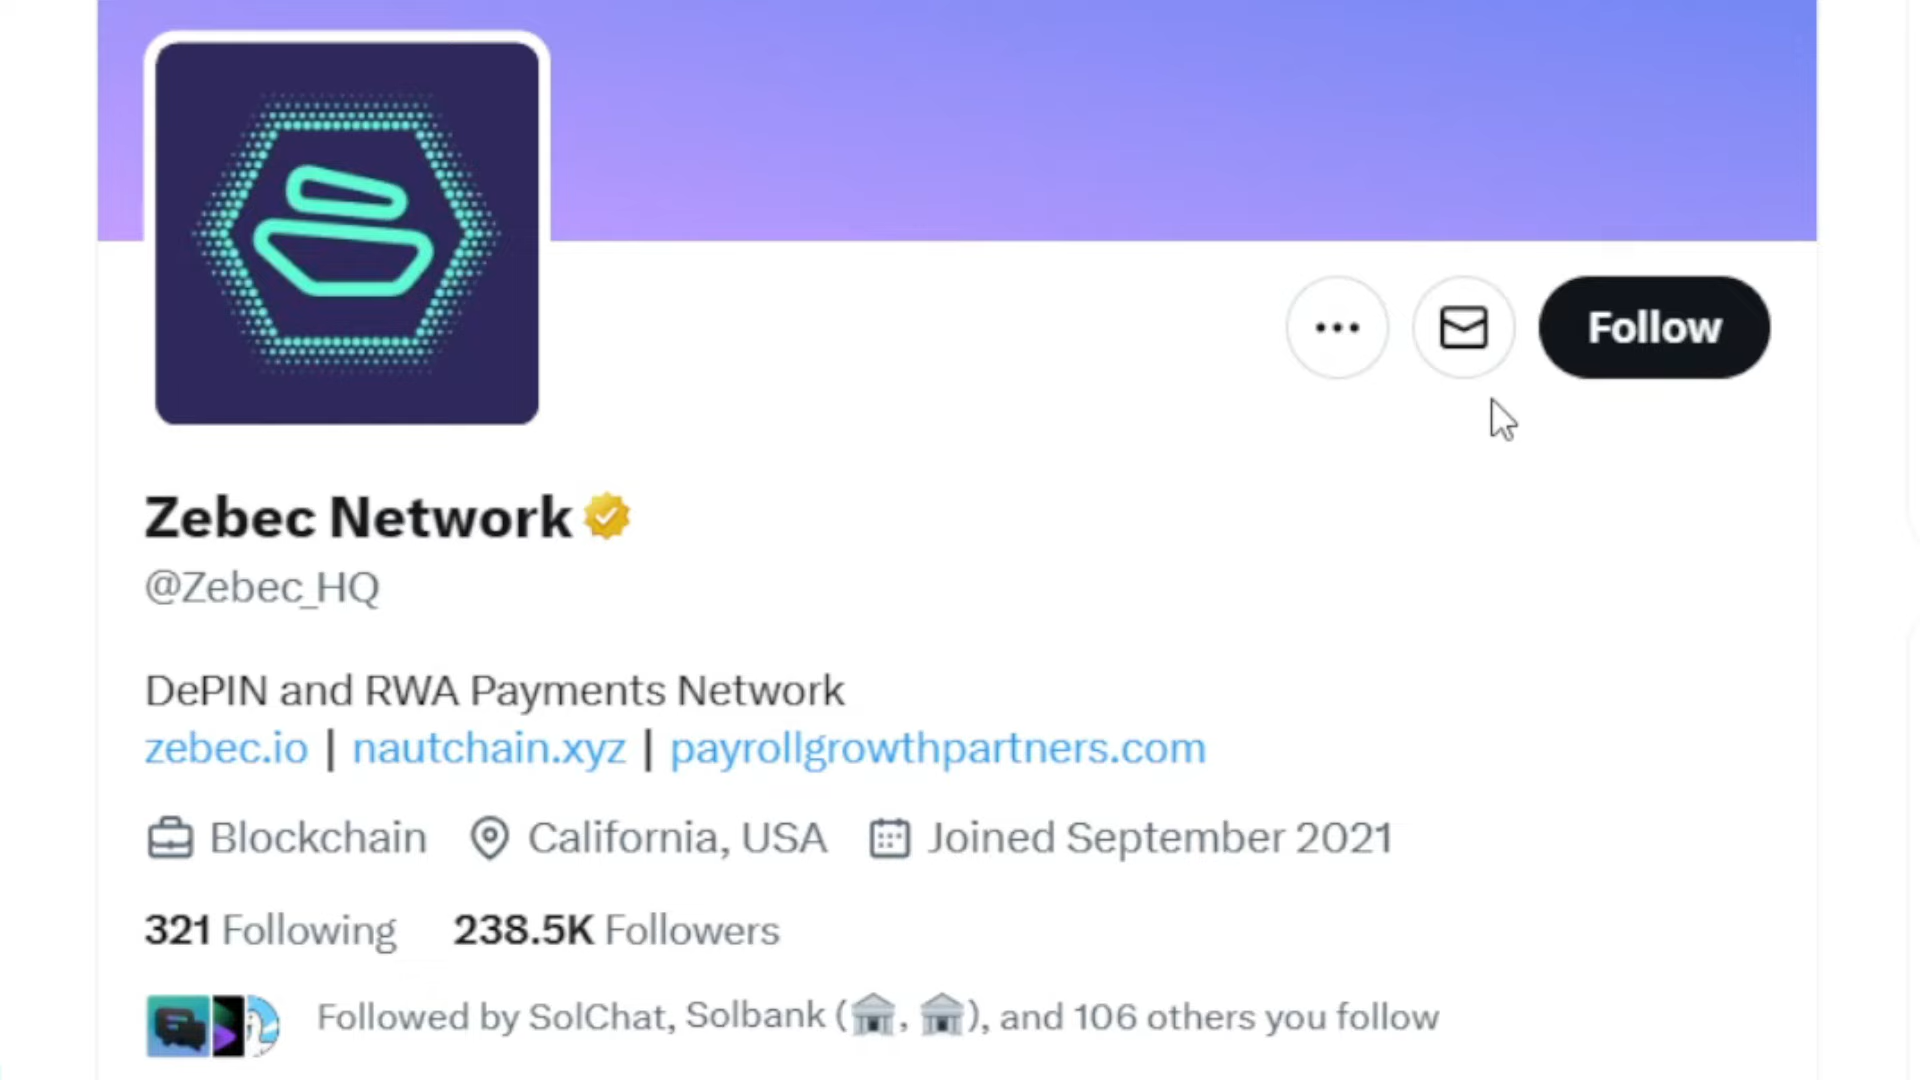 Follow
Zebec Network
@Zebec_HQ
DePIN and RWA Payments Network
zebec.io | nautchain.xyz | payrollgrowthpartners.com
Blockchain California, USA Joined September 2021
321 Following 238.5K Followers
Followed by SolChat, Solbank (🏛️, 🏛️), and 106 others you follow